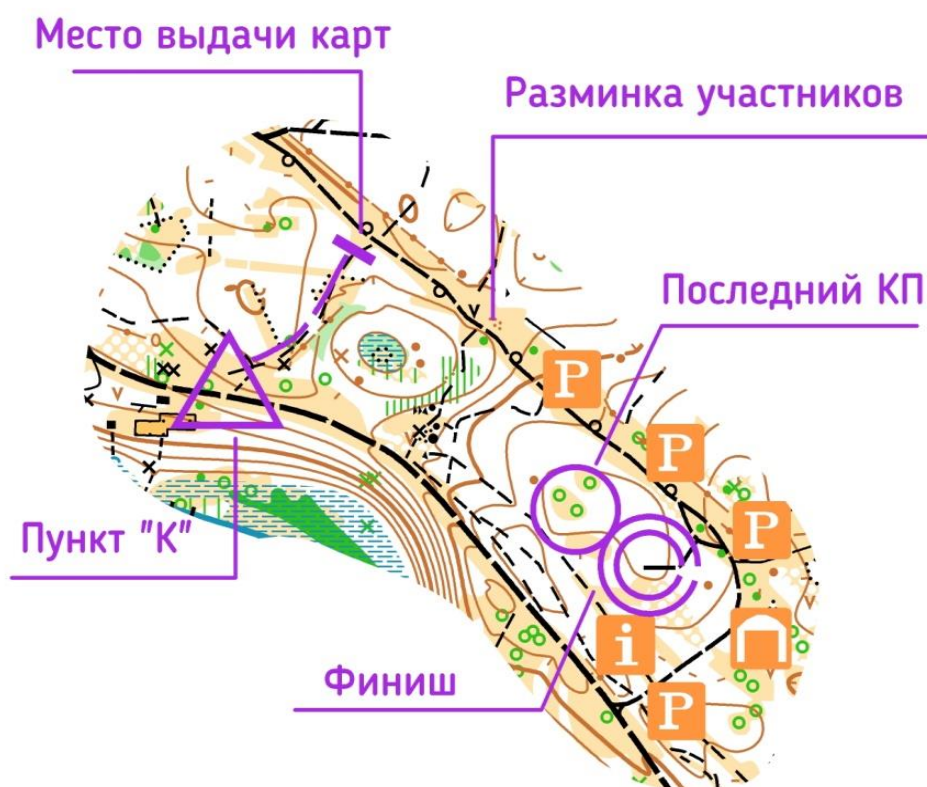 Место выдачи карт
Разминка участников
Последний КП
P
P
P
Пункт "К"
i
Финиш
P